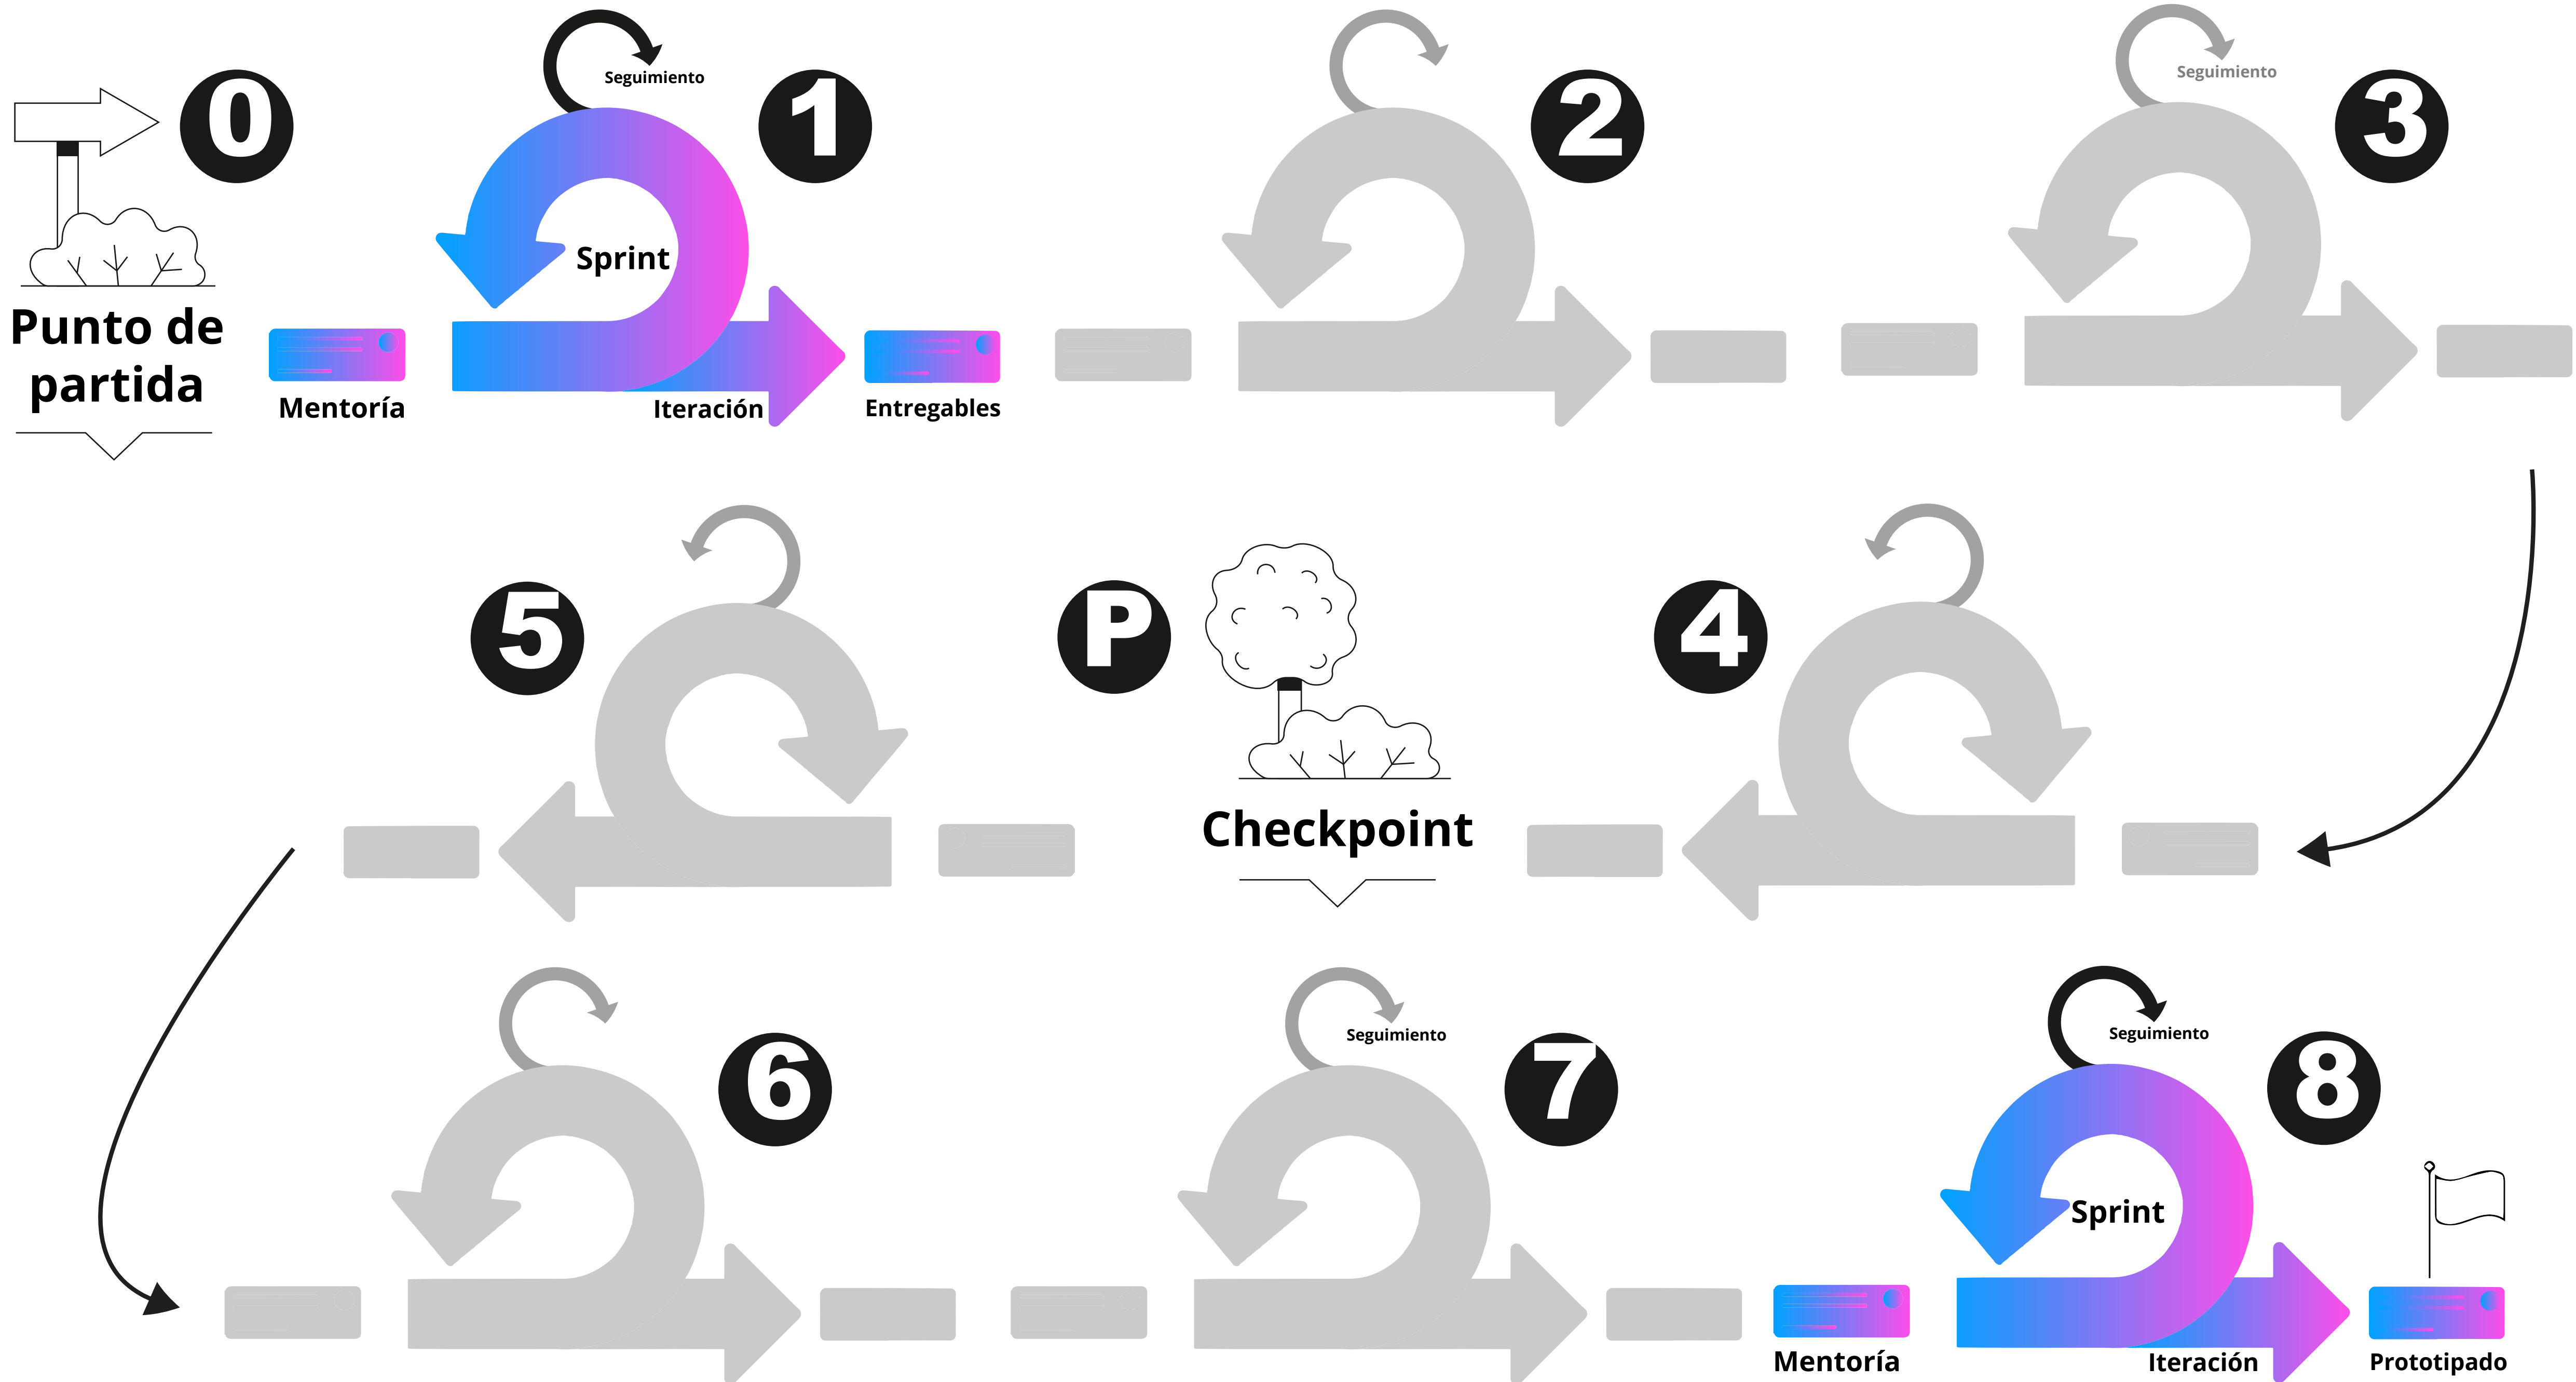 0
Punto de
partida
Seguimiento
1
Sprint
Mentoría
Iteración
Entregables
2
Seguimiento
3
4
P
Checkpoint
5
6
Seguimiento
7
Seguimiento
8
Sprint
Mentoría
Iteración
Prototipado